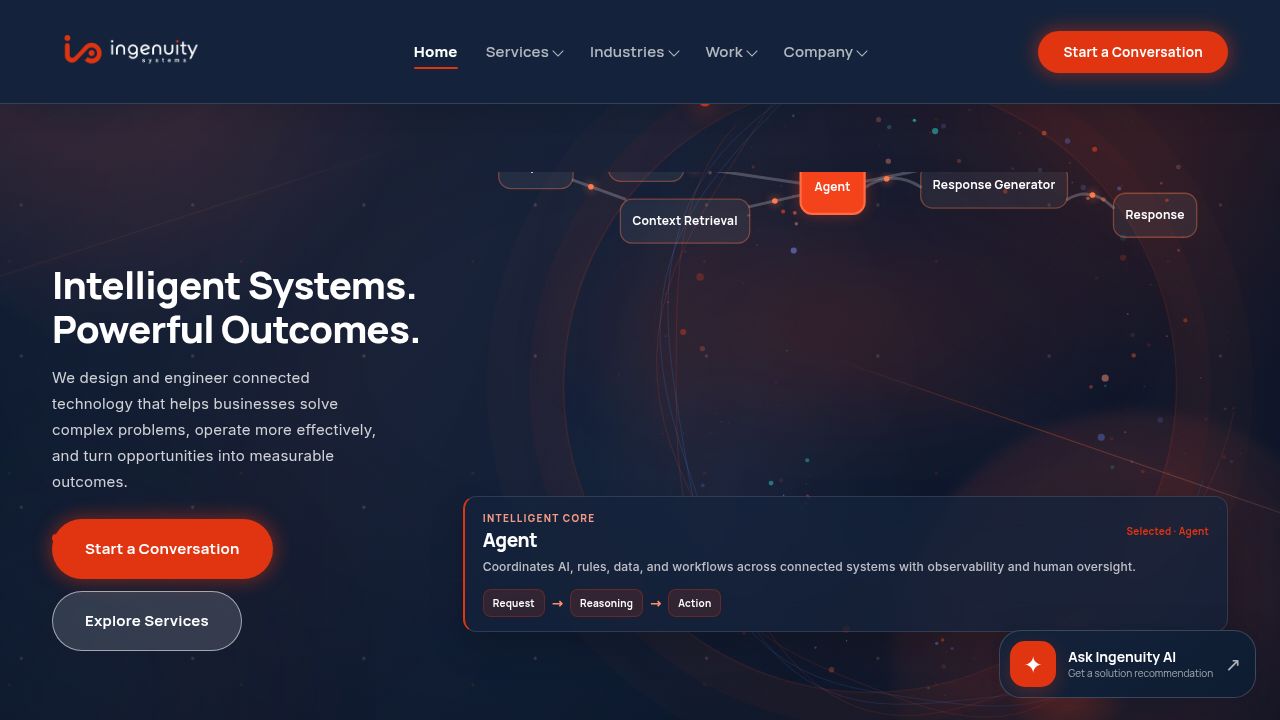 ingenuity
systems
Home
Services
Industries
Work
Company
Start a Conversation
Agent
Response Generator
Context Retrieval
Response
Intelligent Systems.
Powerful Outcomes.
We design and engineer connected
technology that helps businesses solve
complex problems, operate more effectively,
and turn opportunities into measurable
outcomes.
Start a Conversation
Explore Services
INTELLIGENT CORE
Agent
Selected · Agent
Coordinates AI, rules, data, and workflows across connected systems with observability and human oversight.
Request → Reasoning → Action
Ask Ingenuity AI
Get a solution recommendation